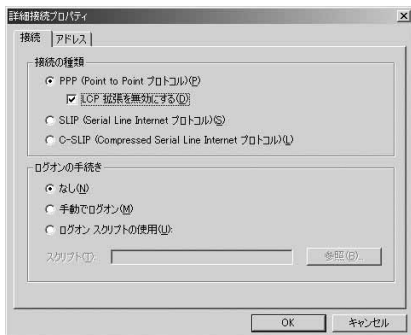 詳細接続プロパティ
接続 アドレス
接続の種類
PPP (Point to Point プロトコル)(P)
LCP 拡張を無効にする(D)
SLIP (Serial Line Internet プロトコル)(S)
C-SLIP (Compressed Serial Line Internet プロトコル)(L)
ログオンの手続き
なし(N)
手動でログオン(M)
ログオン スクリプトの使用(U):
スクリプト(T): 参照(R)...
OK キャンセル